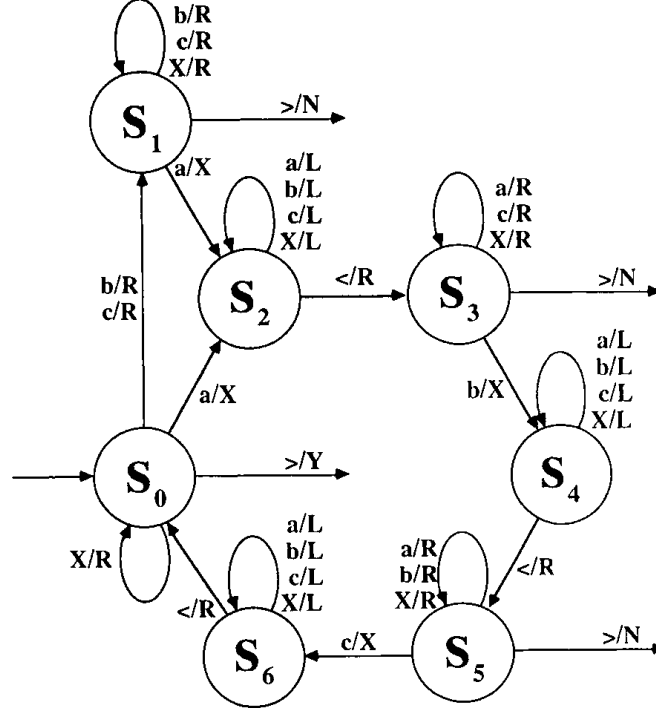 b/R
c/R
X/R
S1
>/N
a/X
a/L
b/L
c/L
X/L
a/R
c/R
X/R
b/R
c/R
S2
</R
S3
>/N
a/X
b/X
a/L
b/L
c/L
X/L
S0
>/Y
S4
X/R
</R
a/L
b/L
c/L
X/L
a/R
b/R
X/R
</R
S6
c/X
S5
>/N